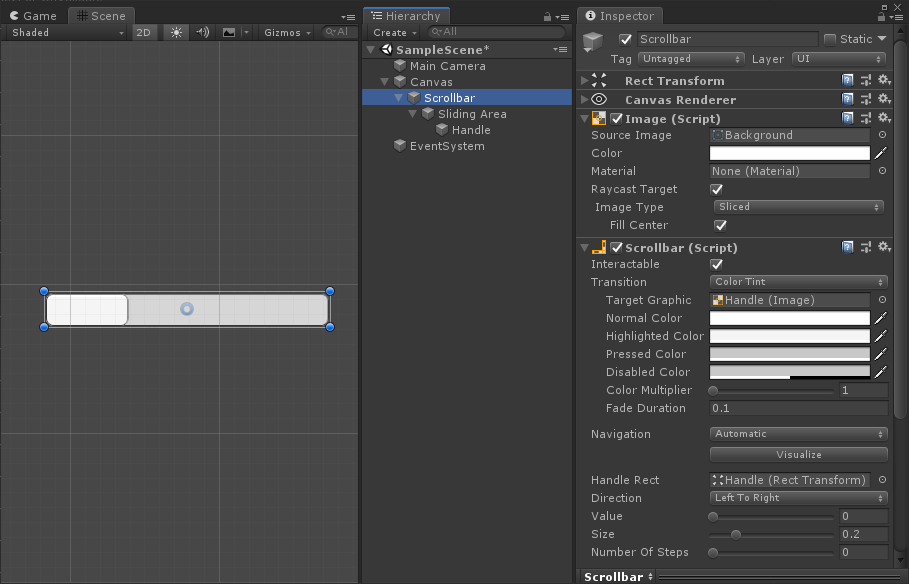 Game Scene
Shaded 2D Gizmos All
Hierarchy
Create All
SampleScene*
Main Camera
Canvas
Scrollbar
Sliding Area
Handle
EventSystem
Inspector
Scrollbar Static
Tag Untagged Layer UI
Rect Transform
Canvas Renderer
Image (Script)
Source Image Background
Color
Material None (Material)
Raycast Target
Image Type Sliced
Fill Center
Scrollbar (Script)
Interactable
Transition Color Tint
Target Graphic Handle (Image)
Normal Color
Highlighted Color
Pressed Color
Disabled Color
Color Multiplier 1
Fade Duration 0.1
Navigation Automatic
Visualize
Handle Rect Handle (Rect Transform)
Direction Left To Right
Value 0
Size 0.2
Number Of Steps 0
Scrollbar